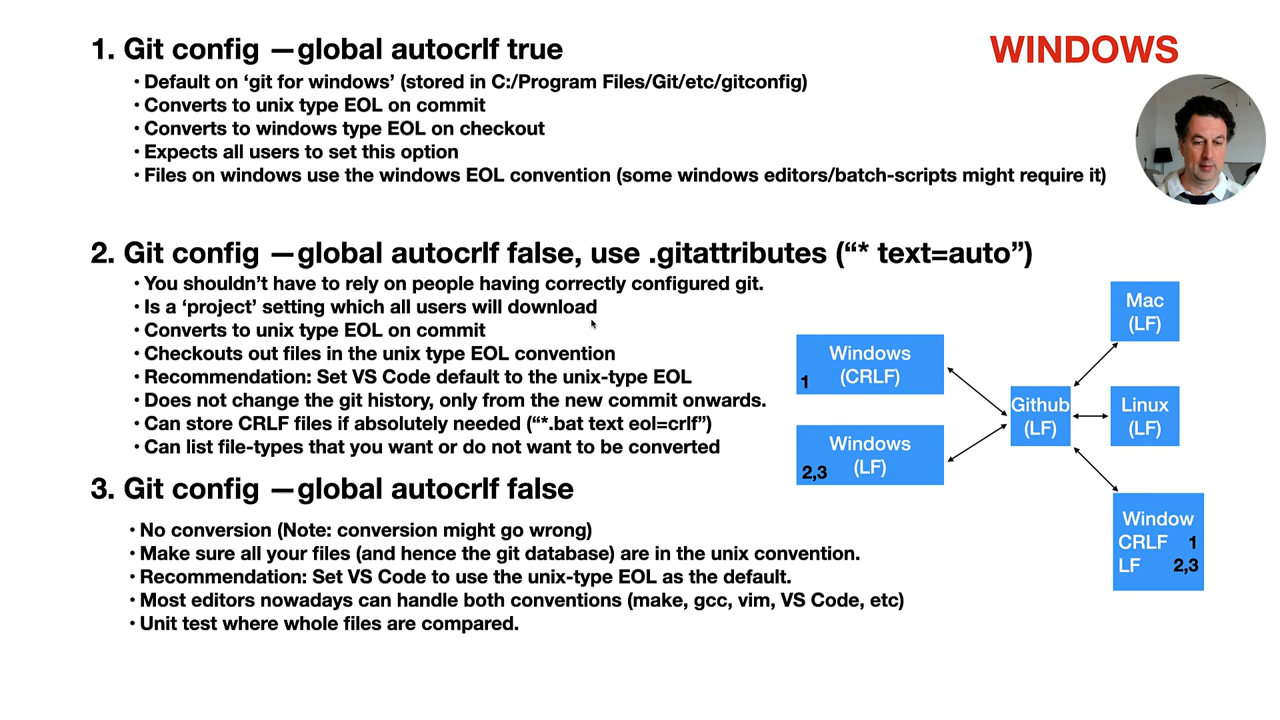 WINDOWS
1. Git config —global autocrlf true
• Default on ‘git for windows’ (stored in C:/Program Files/Git/etc/gitconfig)
• Converts to unix type EOL on commit
• Converts to windows type EOL on checkout
• Expects all users to set this option
• Files on windows use the windows EOL convention (some windows editors/batch-scripts might require it)
2. Git config —global autocrlf false, use .gitattributes (“* text=auto”)
• You shouldn’t have to rely on people having correctly configured git.
• Is a ‘project’ setting which all users will download
• Converts to unix type EOL on commit
• Checkouts out files in the unix type EOL convention
• Recommendation: Set VS Code default to the unix-type EOL
• Does not change the git history, only from the new commit onwards.
• Can store CRLF files if absolutely needed (“*.bat text eol=crlf”)
• Can list file-types that you want or do not want to be converted
3. Git config —global autocrlf false
• No conversion (Note: conversion might go wrong)
• Make sure all your files (and hence the git database) are in the unix convention.
• Recommendation: Set VS Code to use the unix-type EOL as the default.
• Most editors nowadays can handle both conventions (make, gcc, vim, VS Code, etc)
• Unit test where whole files are compared.
Windows
1 (CRLF)
Windows
2,3 (LF)
Github
(LF)
Mac
(LF)
Linux
(LF)
Window
CRLF 1
LF 2,3